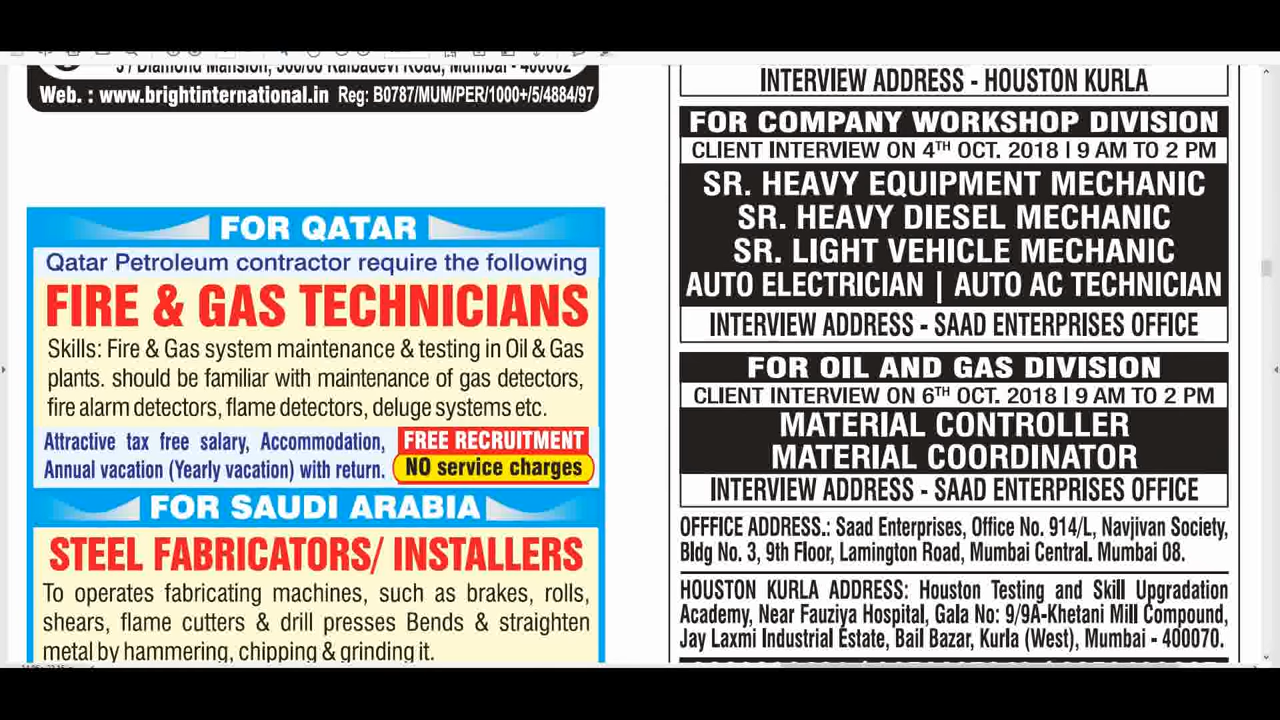 37 Diamond Mansion, 306/08 Kalbadevi Road, Mumbai - 400002
Web. : www.brightinternational.in Reg: B0787/MUM/PER/1000+/5/4884/97
FOR QATAR
Qatar Petroleum contractor require the following
FIRE & GAS TECHNICIANS
Skills: Fire & Gas system maintenance & testing in Oil & Gas
plants. should be familiar with maintenance of gas detectors,
fire alarm detectors, flame detectors, deluge systems etc.
Attractive tax free salary, Accommodation,
Annual vacation (Yearly vacation) with return.
FREE RECRUITMENT
NO service charges
FOR SAUDI ARABIA
STEEL FABRICATORS/ INSTALLERS
To operates fabricating machines, such as brakes, rolls,
shears, flame cutters & drill presses Bends & straighten
metal by hammering, chipping & grinding it.
INTERVIEW ADDRESS - HOUSTON KURLA
FOR COMPANY WORKSHOP DIVISION
CLIENT INTERVIEW ON 4TH OCT. 2018 | 9 AM TO 2 PM
SR. HEAVY EQUIPMENT MECHANIC
SR. HEAVY DIESEL MECHANIC
SR. LIGHT VEHICLE MECHANIC
AUTO ELECTRICIAN | AUTO AC TECHNICIAN
INTERVIEW ADDRESS - SAAD ENTERPRISES OFFICE
FOR OIL AND GAS DIVISION
CLIENT INTERVIEW ON 6TH OCT. 2018 | 9 AM TO 2 PM
MATERIAL CONTROLLER
MATERIAL COORDINATOR
INTERVIEW ADDRESS - SAAD ENTERPRISES OFFICE
OFFFICE ADDRESS.: Saad Enterprises, Office No. 914/L, Navjivan Society,
Bldg No. 3, 9th Floor, Lamington Road, Mumbai Central. Mumbai 08.
HOUSTON KURLA ADDRESS: Houston Testing and Skill Upgradation
Academy, Near Fauziya Hospital, Gala No: 9/9A-Khetani Mill Compound,
Jay Laxmi Industrial Estate, Bail Bazar, Kurla (West), Mumbai - 400070.